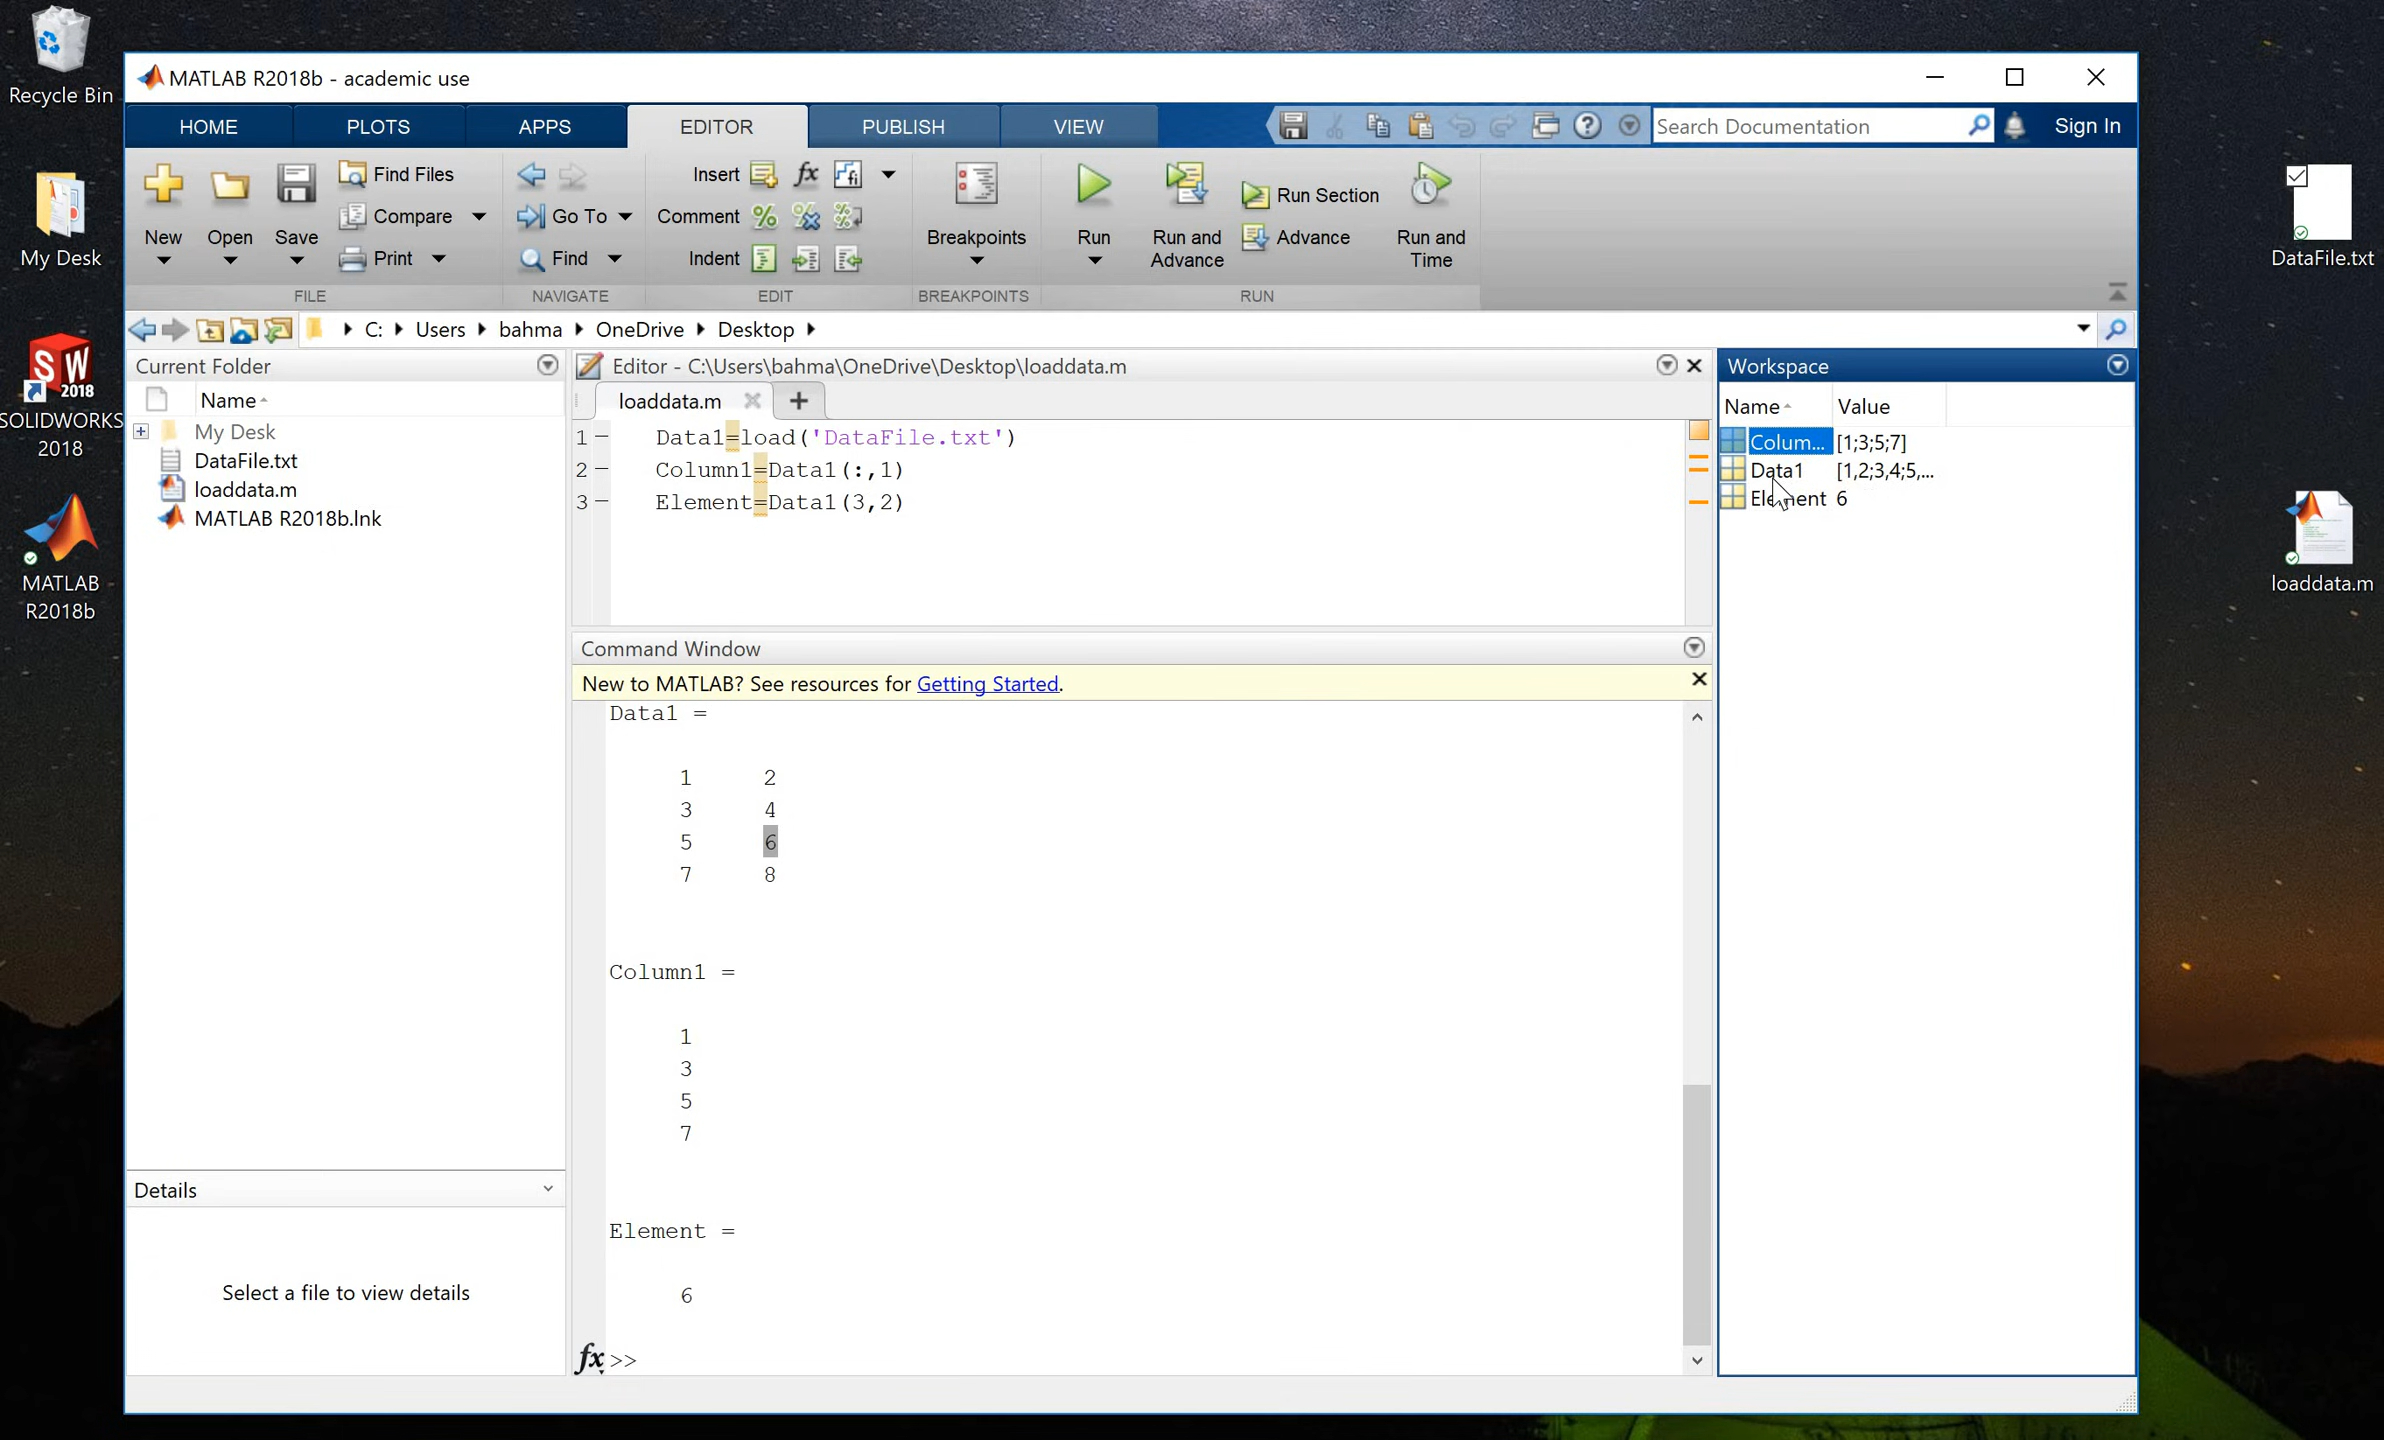 Recycle Bin
My Desk
SOLIDWORKS
2018
MATLAB
R2018b
DataFile.txt
loaddata.m
MATLAB R2018b - academic use
HOME
PLOTS
APPS
EDITOR
PUBLISH
VIEW
Search Documentation
Sign In
New
Open
Save
Find Files
Compare
Print
FILE
Go To
Find
NAVIGATE
Insert
Comment
Indent
EDIT
Breakpoints
BREAKPOINTS
Run
Run and
Advance
Run Section
Advance
Run and
Time
RUN
C: Users bahma OneDrive Desktop
Current Folder
Name
My Desk
DataFile.txt
loaddata.m
MATLAB R2018b.lnk
Details
Select a file to view details
Editor - C:\Users\bahma\OneDrive\Desktop\loaddata.m
loaddata.m
1 Data1=load('DataFile.txt')
2 Column1=Data1(:,1)
3 Element=Data1(3,2)
Command Window
New to MATLAB? See resources for Getting Started.
Data1 =
1 2
3 4
5 6
7 8
Column1 =
1
3
5
7
Element =
6
fx >>
Workspace
Name Value
Colum... [1;3;5;7]
Data1 [1,2;3,4;5,...
Element 6